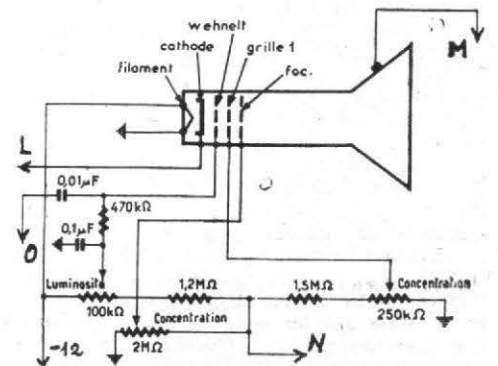 wehnelt
cathode
grille 1
filament
foc.
M
L
0,01µF
470kΩ
0,1µF
O
Luminosité
1,2MΩ
1,5MΩ
Concentration
100kΩ
Concentration
250kΩ
-12
2MΩ
N